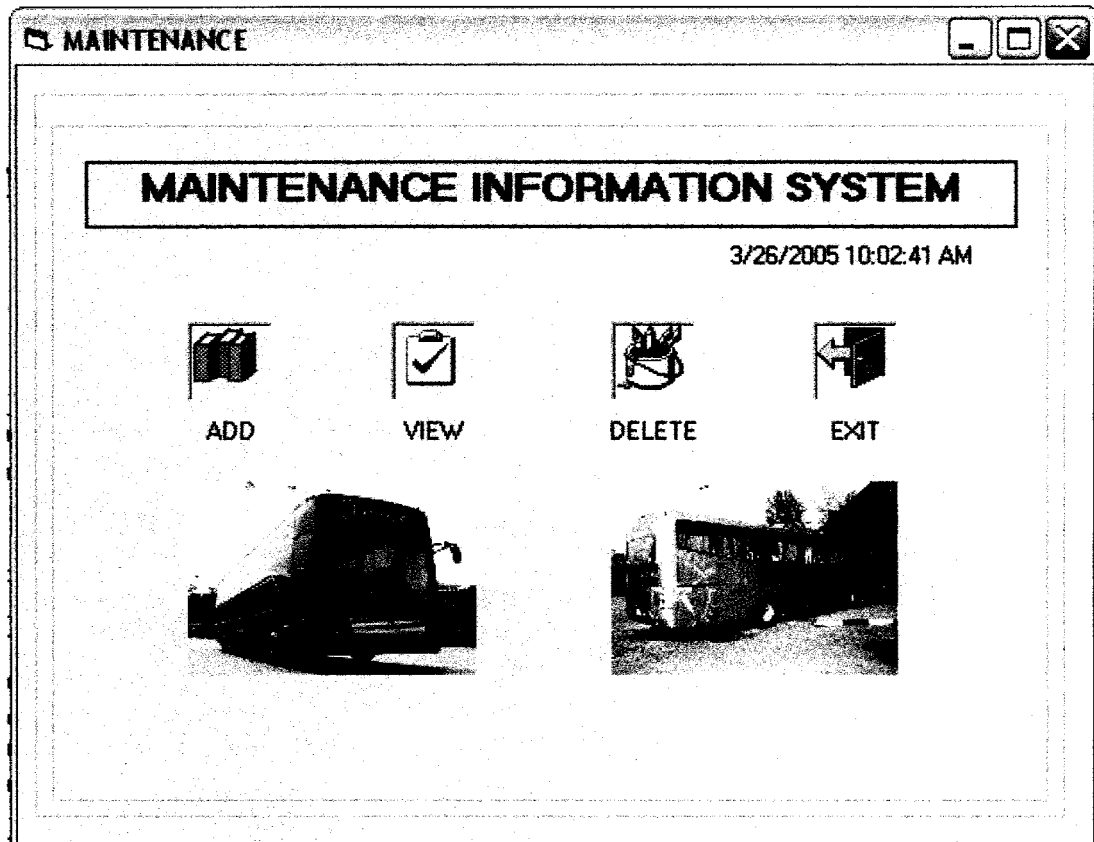 MAINTENANCE
MAINTENANCE INFORMATION SYSTEM
3/26/2005 10:02:41 AM
ADD VIEW DELETE EXIT